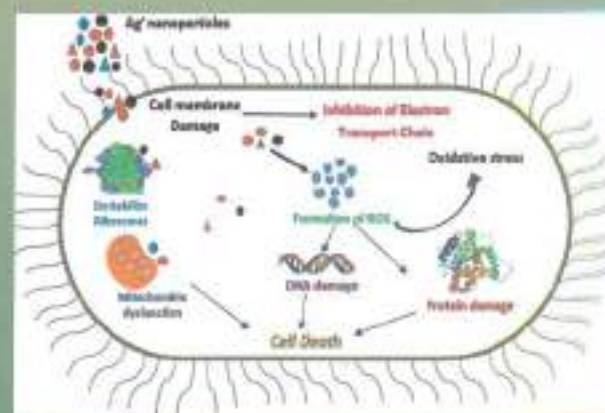 Ag⁺ nanoparticles
Cell membrane
Damage
Inhibition of Electron
Transport Chain
Oxidative stress
Ribosomes
Formation of ROS
Mitochondria
dysfunction
DNA damage
Protein damage
Cell Death